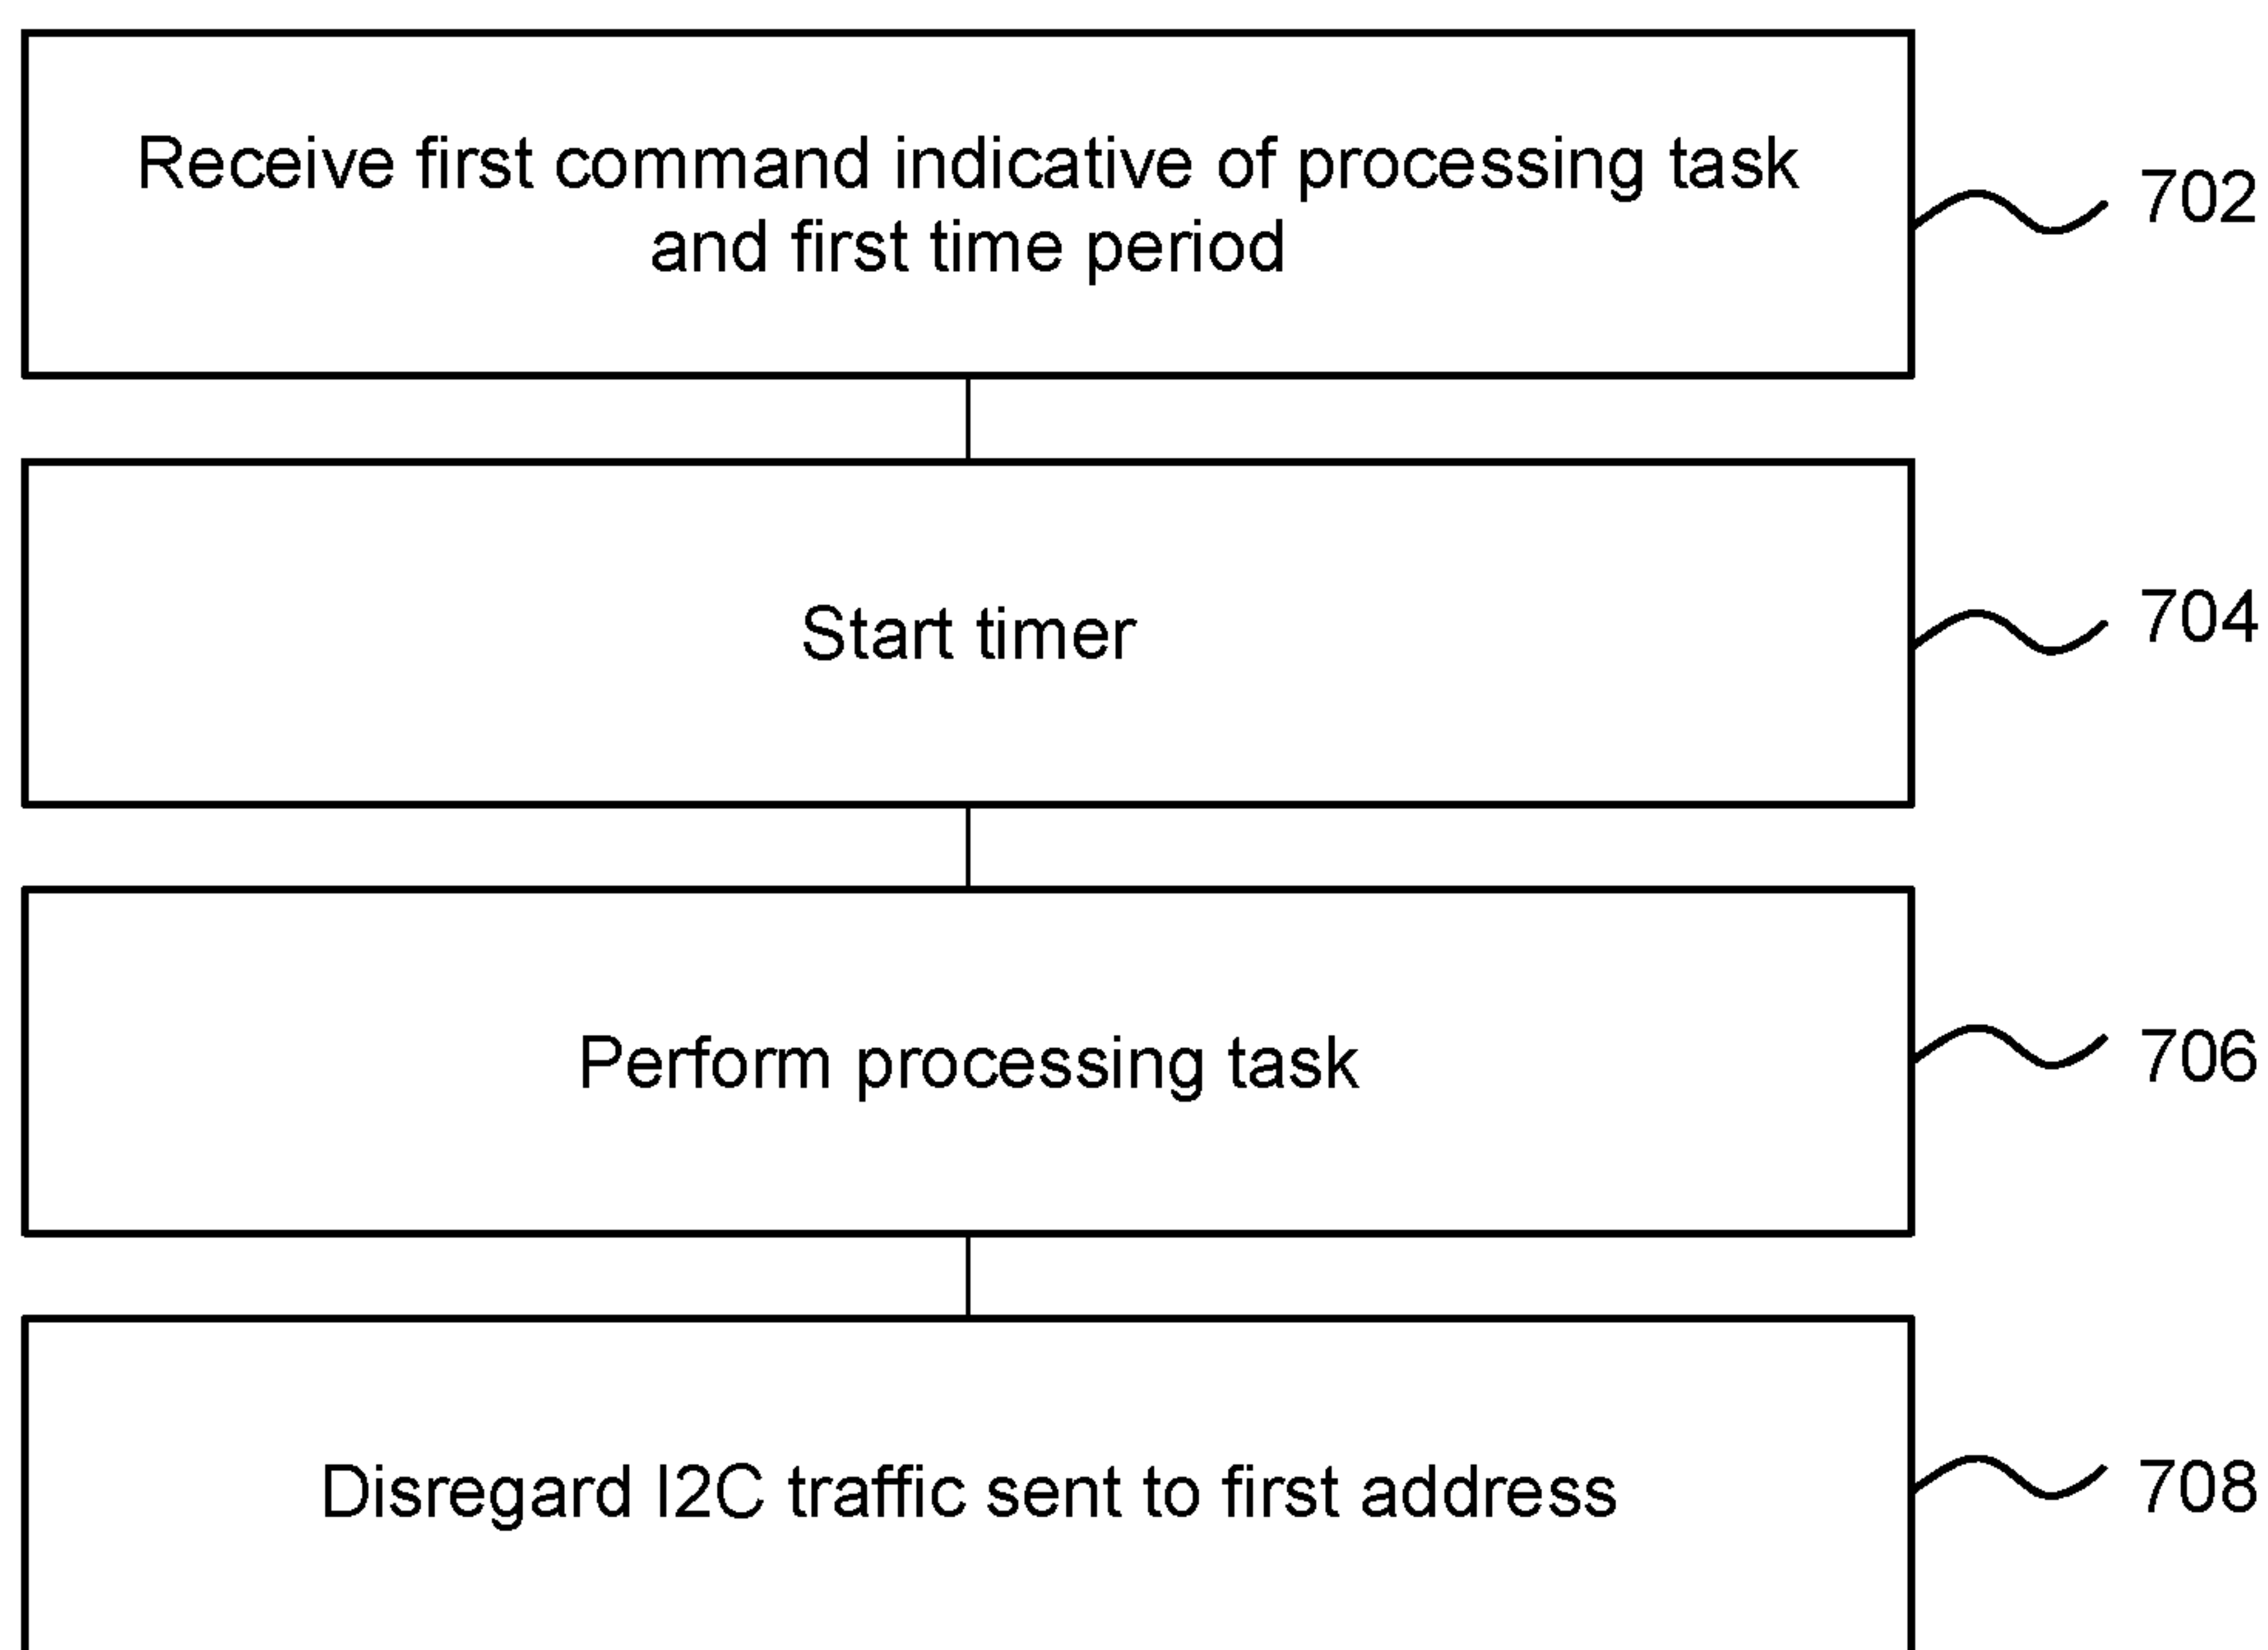 Receive first command indicative of processing task
and first time period
702
Start timer
704
Perform processing task
706
Disregard I2C traffic sent to first address
708